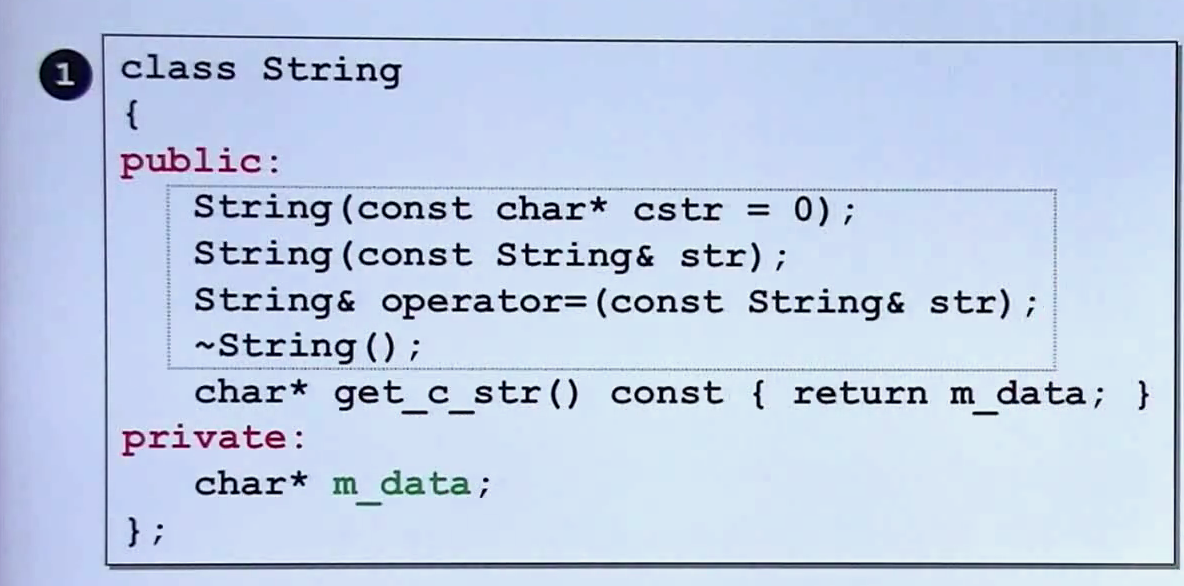 1
class String
{
public:
String(const char* cstr = 0);
String(const String& str);
String& operator=(const String& str);
~String();
char* get_c_str() const { return m_data; }
private:
char* m_data;
};